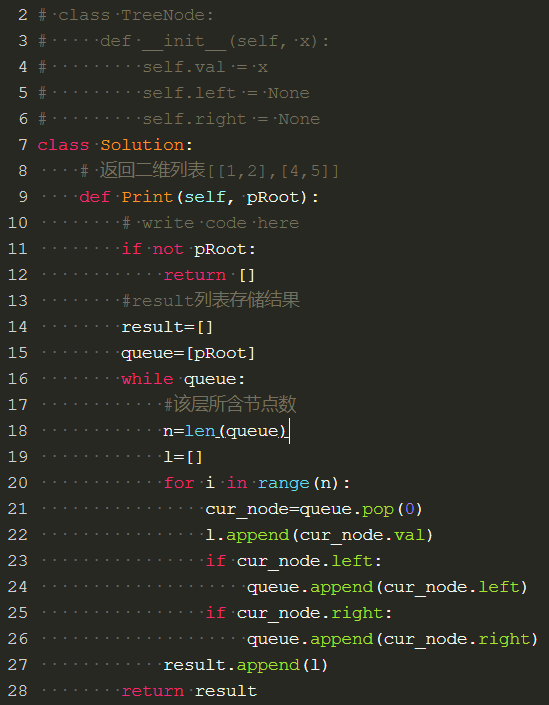 2 # class TreeNode:
3 #     def __init__(self, x):
4 #         self.val = x
5 #         self.left = None
6 #         self.right = None
7 class Solution:
8     # 返回二维列表[[1,2],[4,5]]
9     def Print(self, pRoot):
10         # write code here
11         if not pRoot:
12             return []
13         #result列表存储结果
14         result=[]
15         queue=[pRoot]
16         while queue:
17             #该层所含节点数
18             n=len(queue)
19             l=[]
20             for i in range(n):
21                 cur_node=queue.pop(0)
22                 l.append(cur_node.val)
23                 if cur_node.left:
24                     queue.append(cur_node.left)
25                 if cur_node.right:
26                     queue.append(cur_node.right)
27             result.append(l)
28         return result